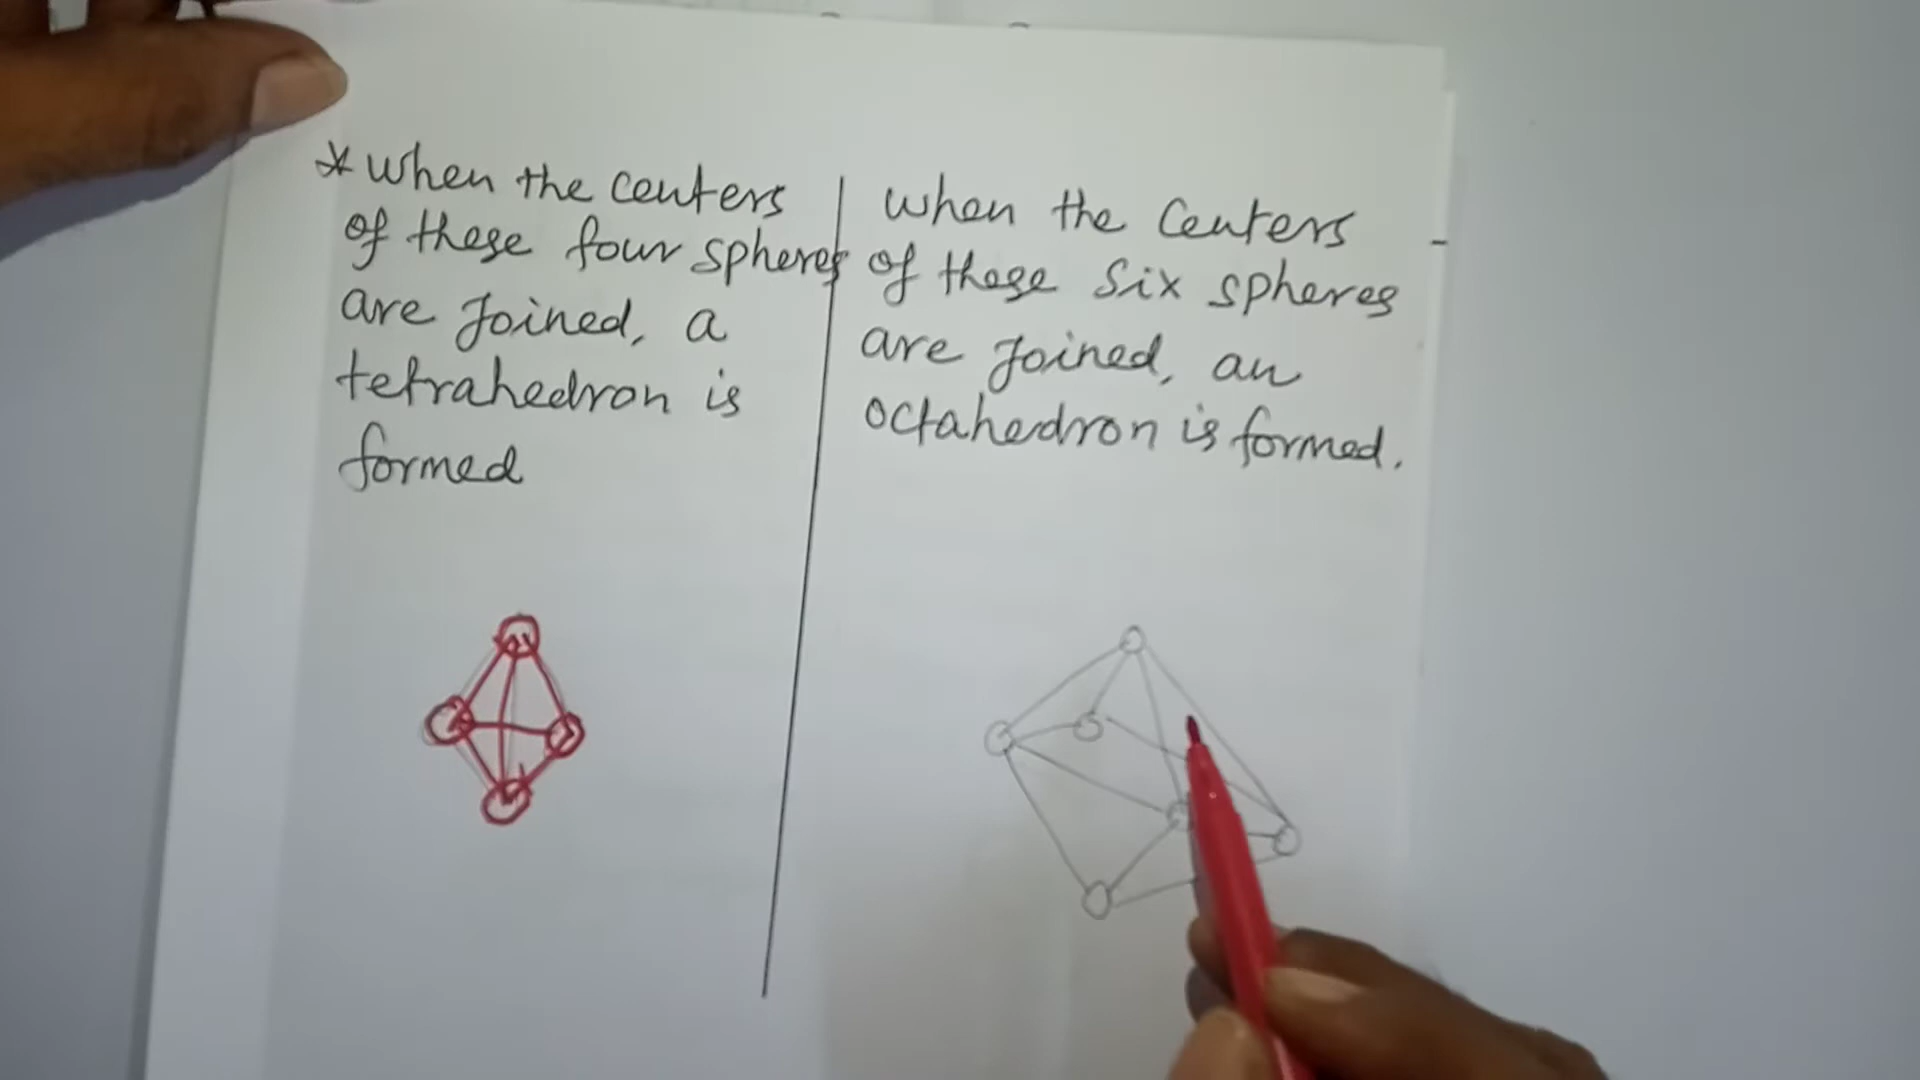 * when the centers
of these four spheres
are joined, a
tetrahedron is
formed
when the centers
of these six spheres
are joined, an
octahedron is formed.